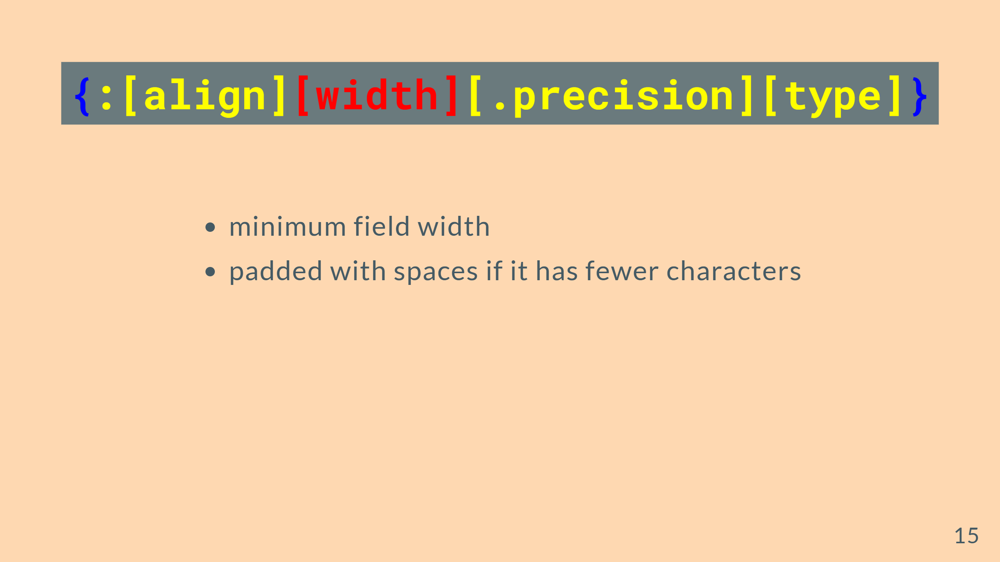 {:[align][width][.precision][type]}
• minimum field width
• padded with spaces if it has fewer characters
15